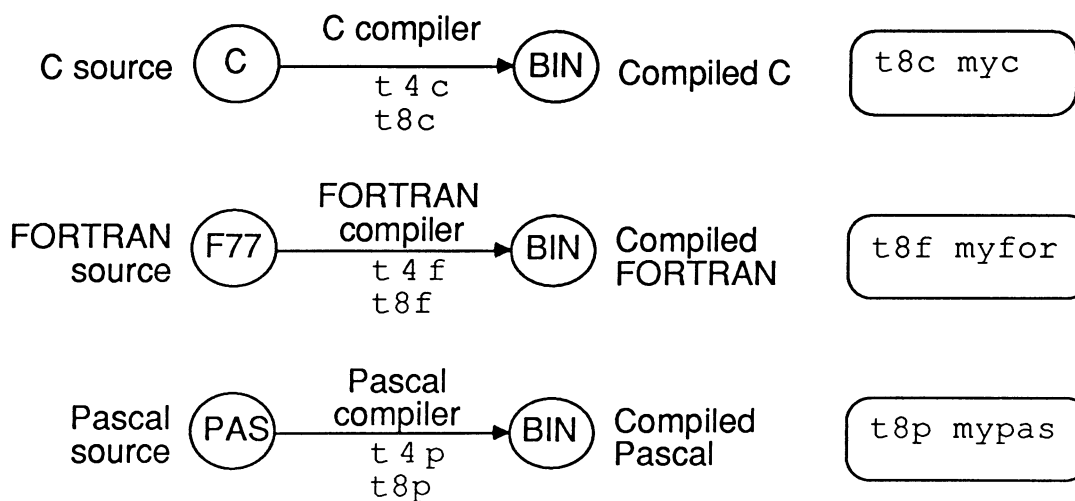 C source
C
C compiler
t4c
t8c
BIN
Compiled C
t8c myc
FORTRAN
source
F77
FORTRAN
compiler
t4f
t8f
BIN
Compiled
FORTRAN
t8f myfor
Pascal
source
PAS
Pascal
compiler
t4p
t8p
BIN
Compiled
Pascal
t8p mypas